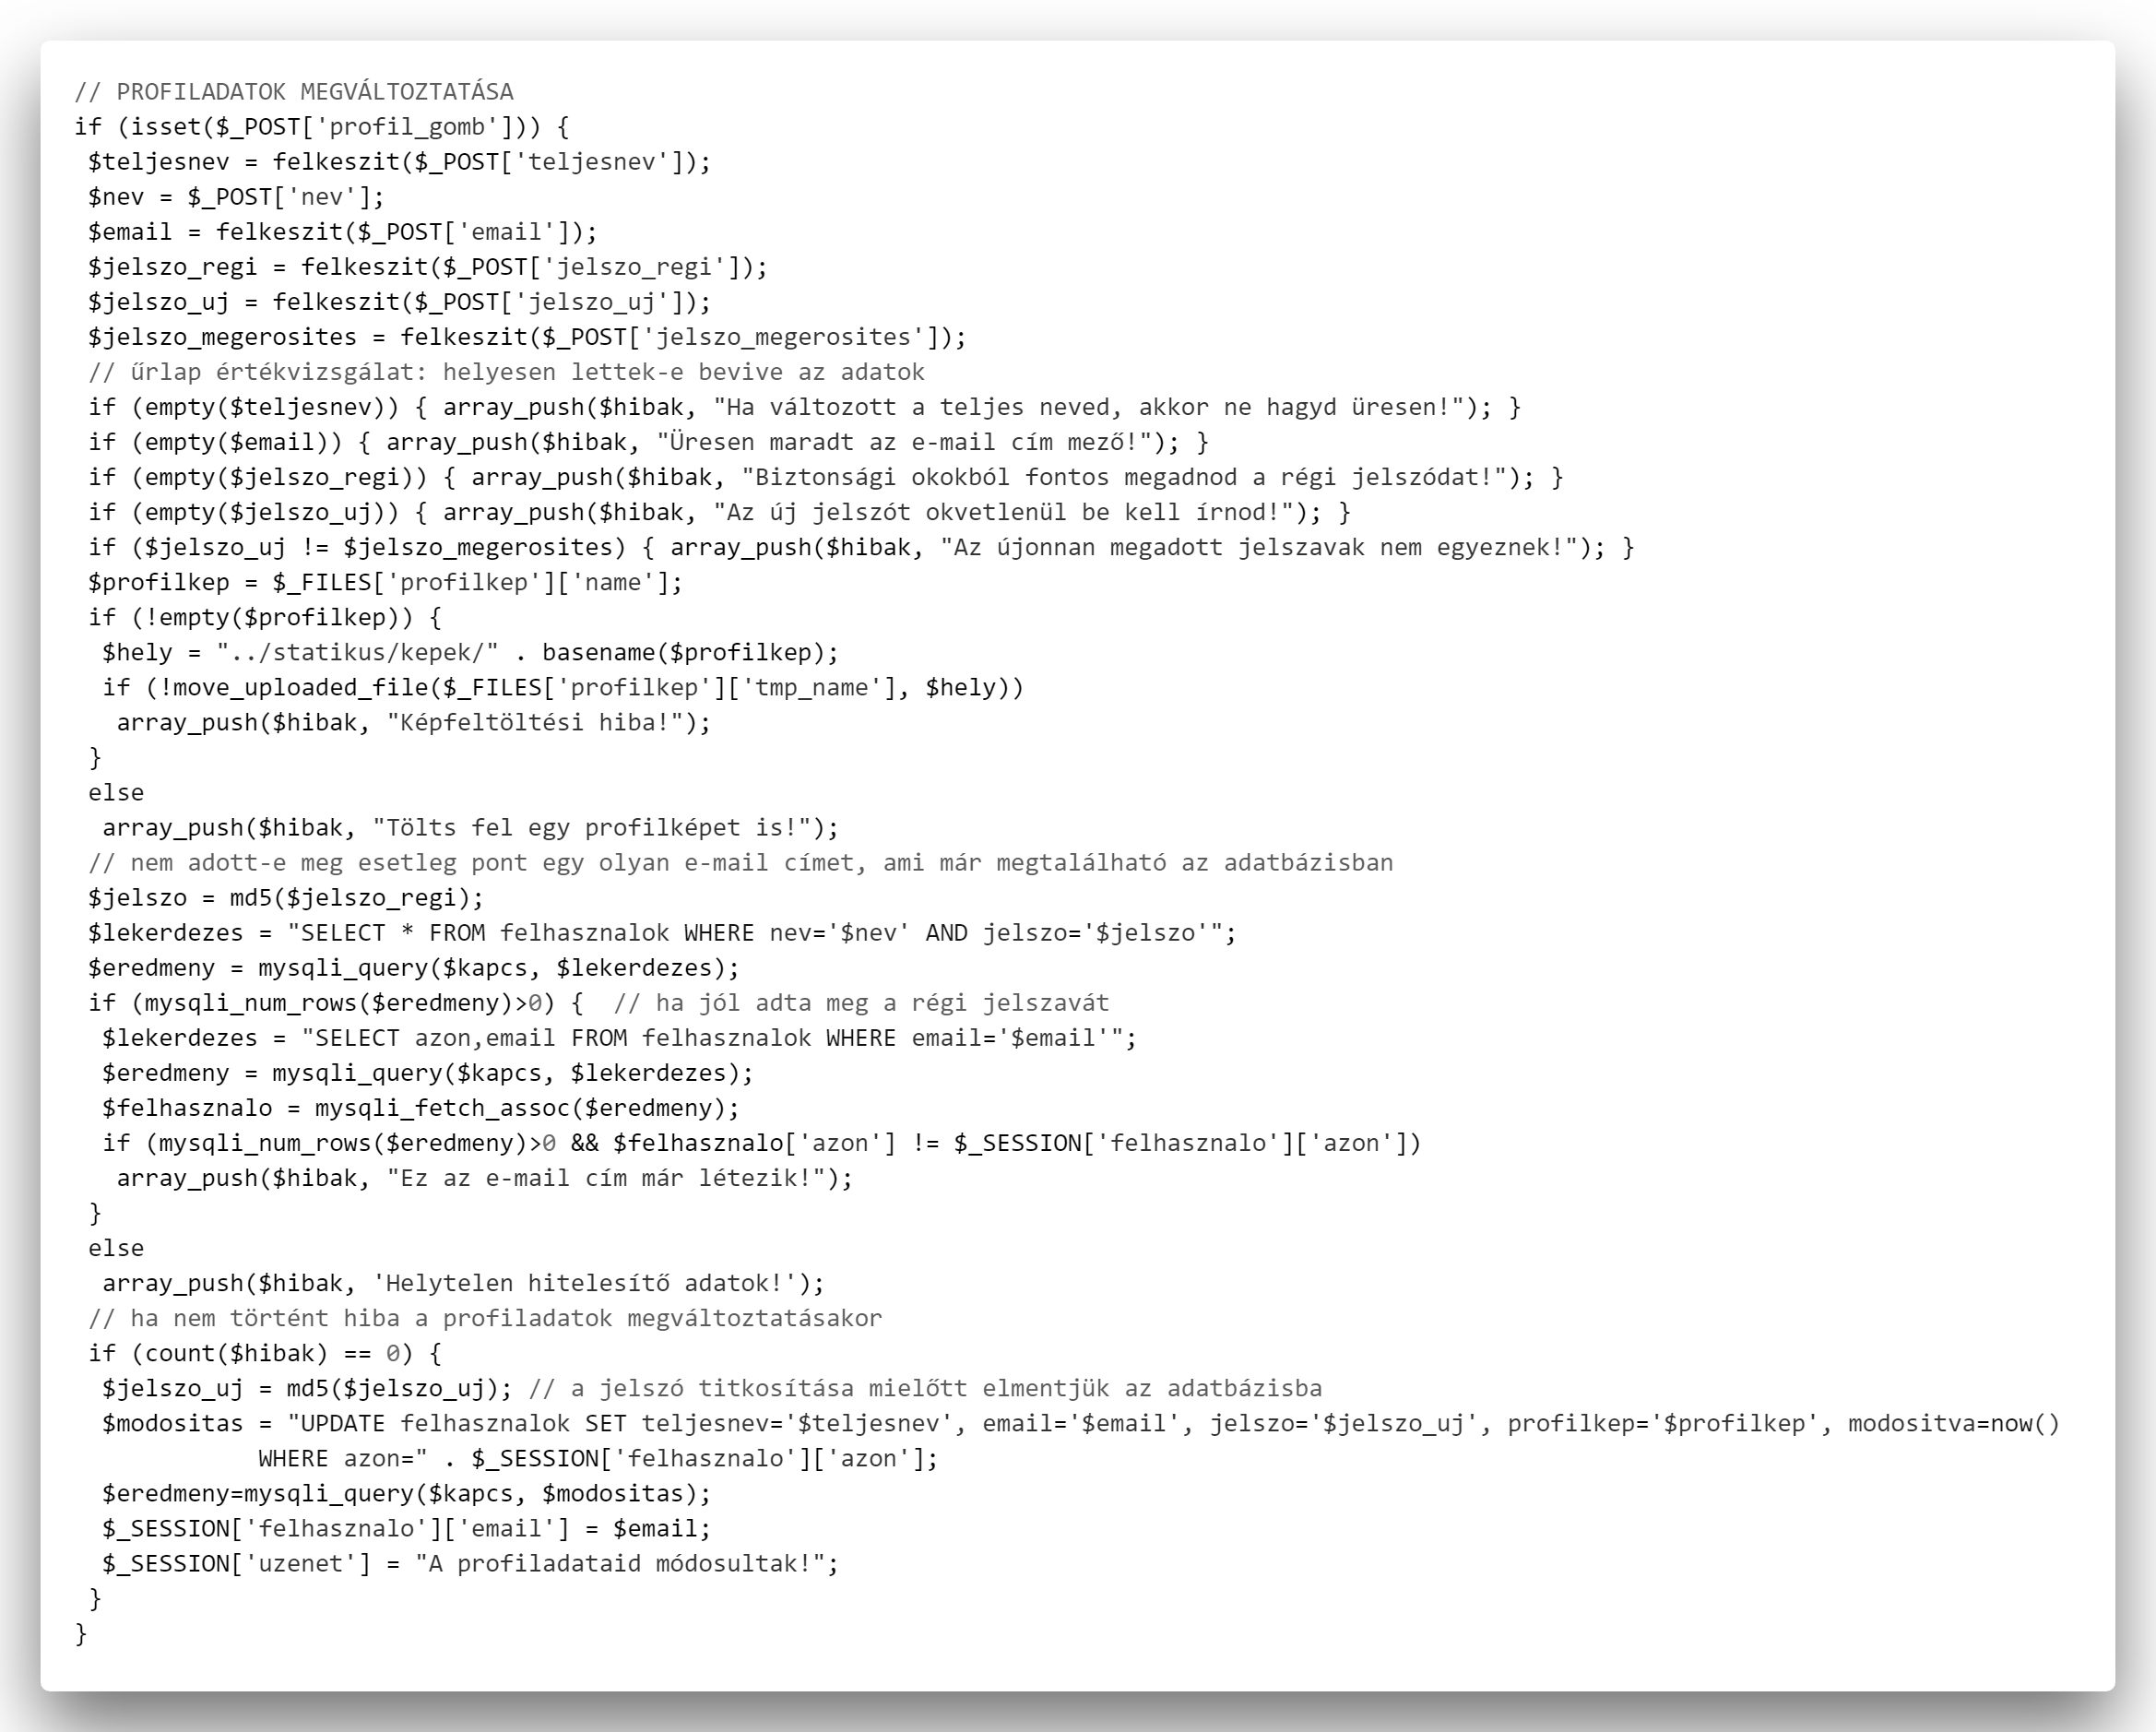 // PROFILADATOK MEGVÁLTOZTATÁSA
if (isset($_POST['profil_gomb'])) {
 $teljesnev = felkeszit($_POST['teljesnev']);
 $nev = $_POST['nev'];
 $email = felkeszit($_POST['email']);
 $jelszo_regi = felkeszit($_POST['jelszo_regi']);
 $jelszo_uj = felkeszit($_POST['jelszo_uj']);
 $jelszo_megerosites = felkeszit($_POST['jelszo_megerosites']);
 // űrlap értékvizsgálat: helyesen lettek-e bevive az adatok
 if (empty($teljesnev)) { array_push($hibak, "Ha változott a teljes neved, akkor ne hagyd üresen!"); }
 if (empty($email)) { array_push($hibak, "Üresen maradt az e-mail cím mező!"); }
 if (empty($jelszo_regi)) { array_push($hibak, "Biztonsági okokból fontos megadnod a régi jelszódat!"); }
 if (empty($jelszo_uj)) { array_push($hibak, "Az új jelszót okvetlenül be kell írnod!"); }
 if ($jelszo_uj != $jelszo_megerosites) { array_push($hibak, "Az újonnan megadott jelszavak nem egyeznek!"); }
 $profilkep = $_FILES['profilkep']['name'];
 if (!empty($profilkep)) {
  $hely = "../statikus/kepek/" . basename($profilkep);
  if (!move_uploaded_file($_FILES['profilkep']['tmp_name'], $hely))
   array_push($hibak, "Képfeltöltési hiba!");
 }
 else
  array_push($hibak, "Tölts fel egy profilképet is!");
 // nem adott-e meg esetleg pont egy olyan e-mail címet, ami már megtalálható az adatbázisban
 $jelszo = md5($jelszo_regi);
 $lekerdezes = "SELECT * FROM felhasznalok WHERE nev='$nev' AND jelszo='$jelszo'";
 $eredmeny = mysqli_query($kapcs, $lekerdezes);
 if (mysqli_num_rows($eredmeny)>0) {  // ha jól adta meg a régi jelszavát
  $lekerdezes = "SELECT azon,email FROM felhasznalok WHERE email='$email'";
  $eredmeny = mysqli_query($kapcs, $lekerdezes);
  $felhasznalo = mysqli_fetch_assoc($eredmeny);
  if (mysqli_num_rows($eredmeny)>0 && $felhasznalo['azon'] != $_SESSION['felhasznalo']['azon'])
   array_push($hibak, "Ez az e-mail cím már létezik!");
 }
 else
  array_push($hibak, 'Helytelen hitelesítő adatok!');
 // ha nem történt hiba a profiladatok megváltoztatásakor
 if (count($hibak) == 0) {
  $jelszo_uj = md5($jelszo_uj); // a jelszó titkosítása mielőtt elmentjük az adatbázisba
  $modositas = "UPDATE felhasznalok SET teljesnev='$teljesnev', email='$email', jelszo='$jelszo_uj', profilkep='$profilkep', modositva=now()
             WHERE azon=" . $_SESSION['felhasznalo']['azon'];
  $eredmeny=mysqli_query($kapcs, $modositas);
  $_SESSION['felhasznalo']['email'] = $email;
  $_SESSION['uzenet'] = "A profiladataid módosultak!";
 }
}